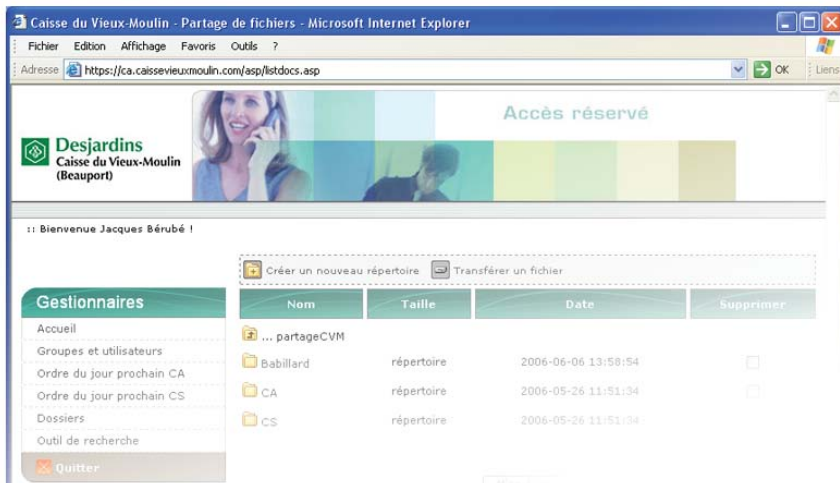 Caisse du Vieux-Moulin - Partage de fichiers - Microsoft Internet Explorer
Fichier Edition Affichage Favoris Outils ?
Adresse https://ca.caissevieuxmoulin.com/asp/listdocs.asp OK Liens
Accès réservé
Desjardins
Caisse du Vieux-Moulin
(Beauport)
:: Bienvenue Jacques Bérubé !
Créer un nouveau répertoire Transférer un fichier
Gestionnaires
Accueil
Groupes et utilisateurs
Ordre du jour prochain CA
Ordre du jour prochain CS
Dossiers
Outil de recherche
Quitter
Nom Taille Date Supprimer
... partageCVM
Babillard répertoire 2006-06-06 13:58:54
CA répertoire 2006-05-26 11:51:34
CS répertoire 2006-05-26 11:51:34